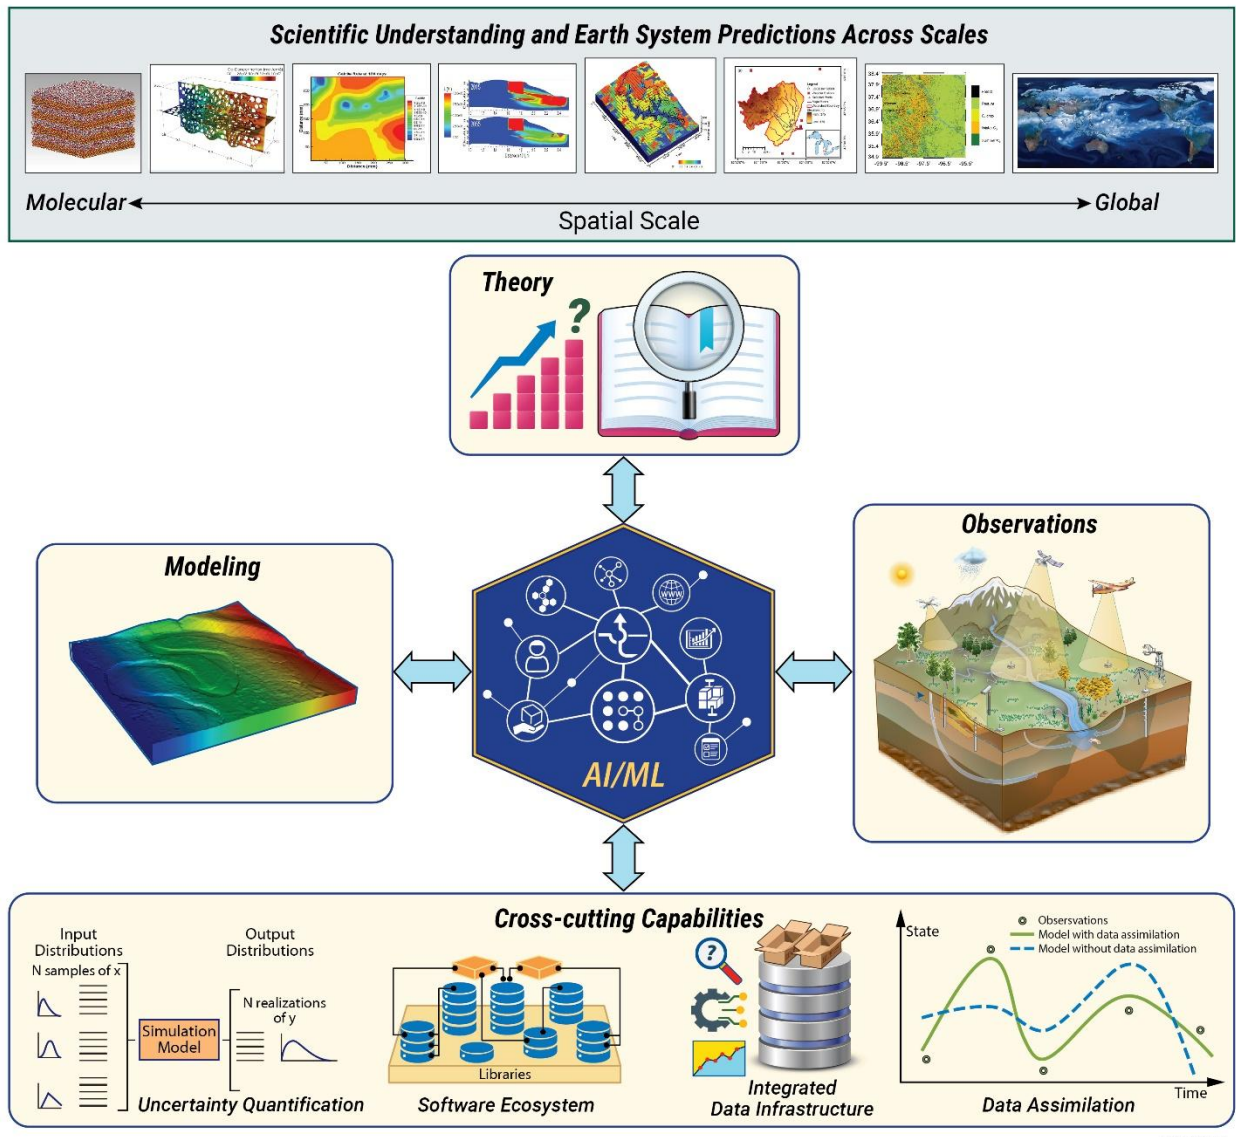 Scientific Understanding and Earth System Predictions Across Scales
Molecular
Global
Spatial Scale
Theory
?
Modeling
Observations
WWW
AI/ML
Cross-cutting Capabilities
Input
Distributions
N samples of x
Simulation
Model
Output
Distributions
N realizations
of y
Uncertainty Quantification
Libraries
Software Ecosystem
?
Integrated
Data Infrastructure
State
Observations
Model with data assimilation
Model without data assimilation
Time
Data Assimilation